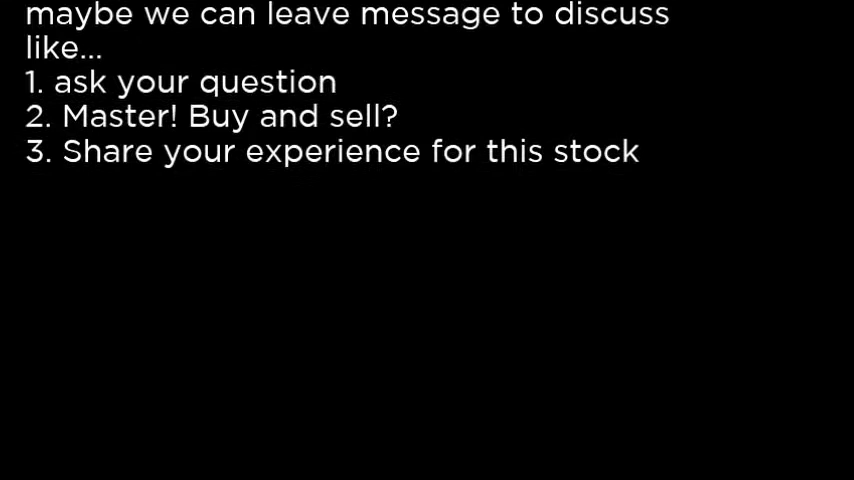 maybe we can leave message to discuss
like...
1. ask your question
2. Master! Buy and sell?
3. Share your experience for this stock